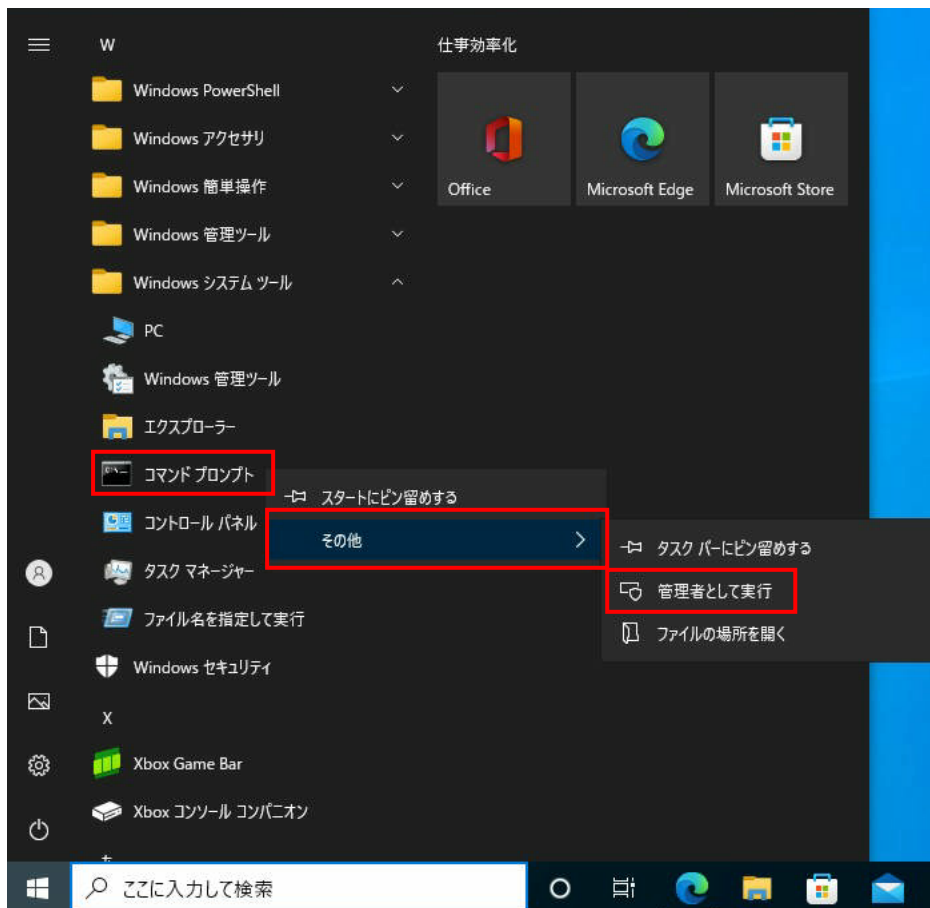 W
Windows PowerShell
Windows アクセサリ
Windows 簡単操作
Windows 管理ツール
Windows システム ツール
PC
Windows 管理ツール
エクスプローラー
コマンド プロンプト
コントロール パネル
タスク マネージャー
ファイル名を指定して実行
Windows セキュリティ
X
Xbox Game Bar
Xbox コンソール コンパニオン
仕事効率化
Office
Microsoft Edge
Microsoft Store
スタートにピン留めする
その他
タスク バーにピン留めする
管理者として実行
ファイルの場所を開く
ここに入力して検索